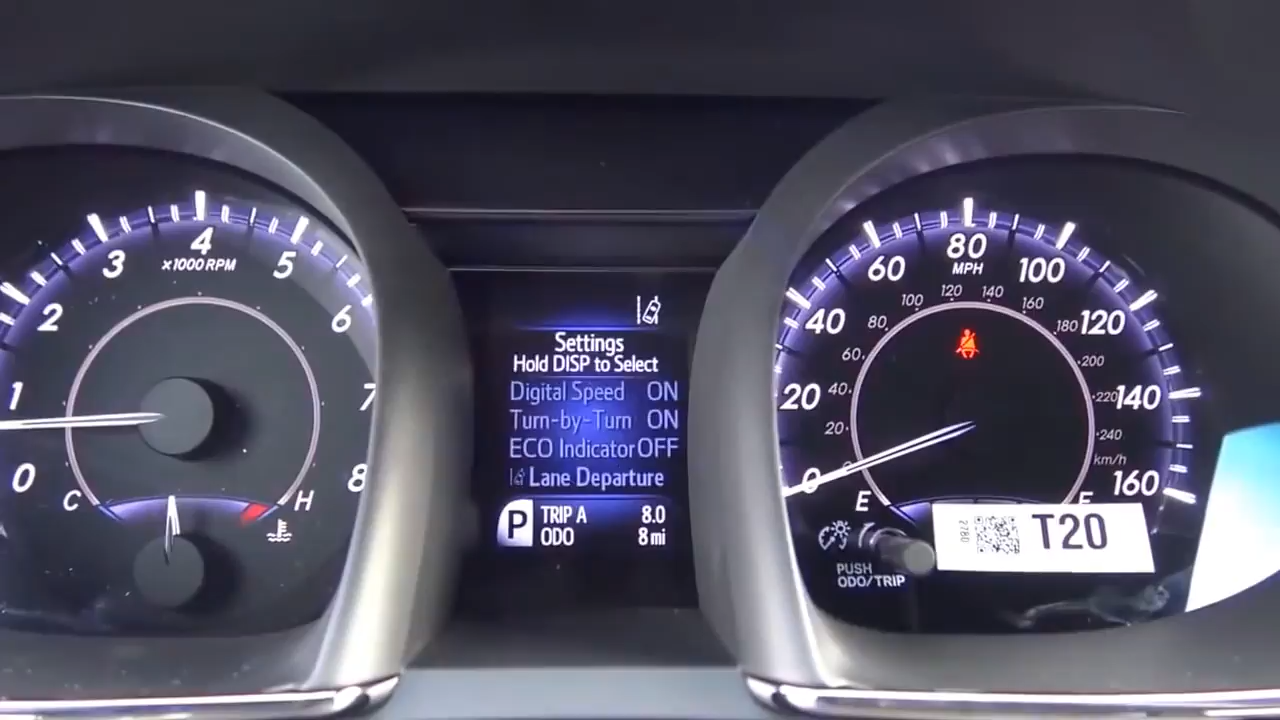 0
1
2
3
4
5
6
7
8
x1000 RPM
C
H
Settings
Hold DISP to Select
Digital Speed ON
Turn-by-Turn ON
ECO Indicator OFF
Lane Departure
P
TRIP A 8.0
ODO 8 mi
0
20
40
60
80
100
120
140
160
MPH
20
40
60
80
100
120
140
160
180
200
220
240
km/h
E
2780
T20
PUSH
ODO/TRIP